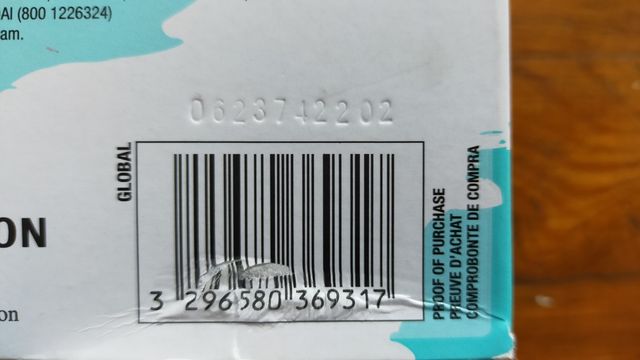 AI (800 1226324)
am.
0623742202
GLOBAL
ON
on
3 296580 369317
PROOF OF PURCHASE
PREUVE D'ACHAT
COMPROBONTE DE COMPRA